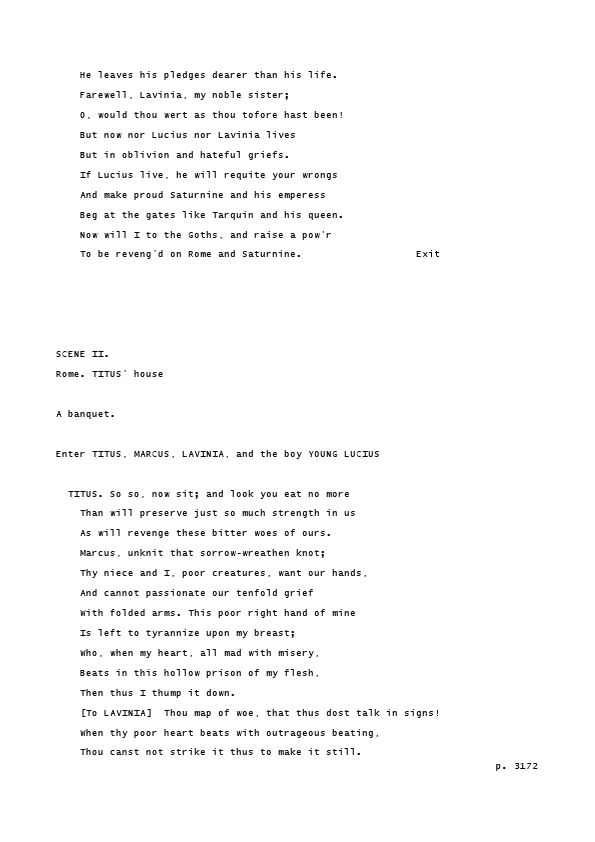 He leaves his pledges dearer than his life.
Farewell, Lavinia, my noble sister;
O, would thou wert as thou tofore hast been!
But now nor Lucius nor Lavinia lives
But in oblivion and hateful griefs.
If Lucius live, he will requite your wrongs
And make proud Saturnine and his emperess
Beg at the gates like Tarquin and his queen.
Now will I to the Goths, and raise a pow'r
To be reveng'd on Rome and Saturnine. Exit
SCENE II.
Rome. TITUS' house
A banquet.
Enter TITUS, MARCUS, LAVINIA, and the boy YOUNG LUCIUS
TITUS. So so, now sit; and look you eat no more
Than will preserve just so much strength in us
As will revenge these bitter woes of ours.
Marcus, unknit that sorrow-wreathen knot;
Thy niece and I, poor creatures, want our hands,
And cannot passionate our tenfold grief
With folded arms. This poor right hand of mine
Is left to tyrannize upon my breast;
Who, when my heart, all mad with misery,
Beats in this hollow prison of my flesh,
Then thus I thump it down.
[To LAVINIA] Thou map of woe, that thus dost talk in signs!
When thy poor heart beats with outrageous beating,
Thou canst not strike it thus to make it still.
p. 3172